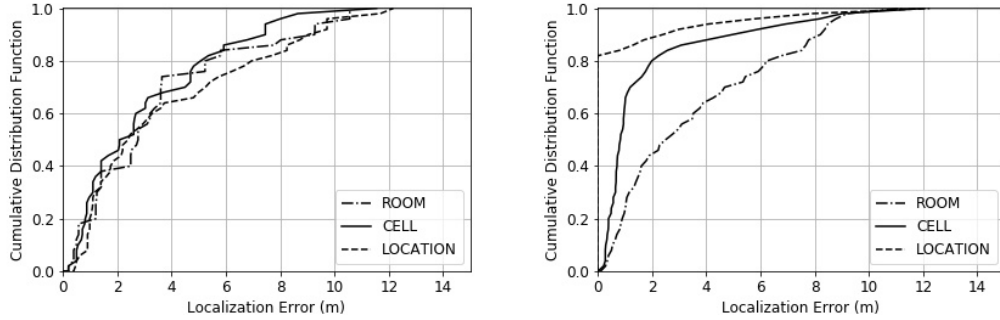 Cumulative Distribution Function
1.0
0.8
0.6
0.4
0.2
0.0
0 2 4 6 8 10 12 14
Localization Error (m)
ROOM
CELL
LOCATION
Cumulative Distribution Function
1.0
0.8
0.6
0.4
0.2
0.0
0 2 4 6 8 10 12 14
Localization Error (m)
ROOM
CELL
LOCATION